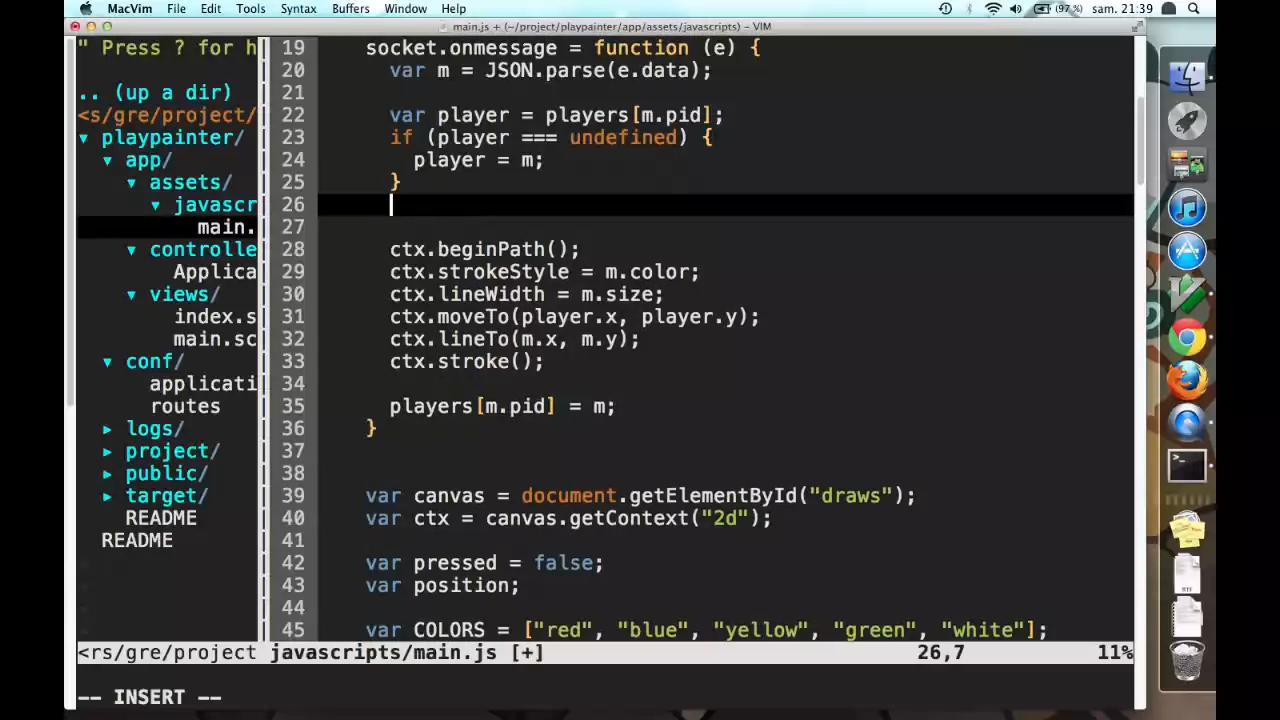 MacVim File Edit Tools Syntax Buffers Window Help (97 %) sam. 21:39
main.js + (~/project/playpainter/app/assets/javascripts) – VIM
" Press ? for h
.. (up a dir)
<s/gre/project/
▾ playpainter/
▾ app/
▾ assets/
▾ javascr
main.
▾ controlle
Applica
▾ views/
index.s
main.sc
▾ conf/
applicati
routes
▸ logs/
▸ project/
▸ public/
▸ target/
README
README
19 socket.onmessage = function (e) {
20 var m = JSON.parse(e.data);
21
22 var player = players[m.pid];
23 if (player === undefined) {
24 player = m;
25 }
26
27
28 ctx.beginPath();
29 ctx.strokeStyle = m.color;
30 ctx.lineWidth = m.size;
31 ctx.moveTo(player.x, player.y);
32 ctx.lineTo(m.x, m.y);
33 ctx.stroke();
34
35 players[m.pid] = m;
36 }
37
38
39 var canvas = document.getElementById("draws");
40 var ctx = canvas.getContext("2d");
41
42 var pressed = false;
43 var position;
44
45 var COLORS = ["red", "blue", "yellow", "green", "white"];
<rs/gre/project javascripts/main.js [+] 26,7 11%
-- INSERT --